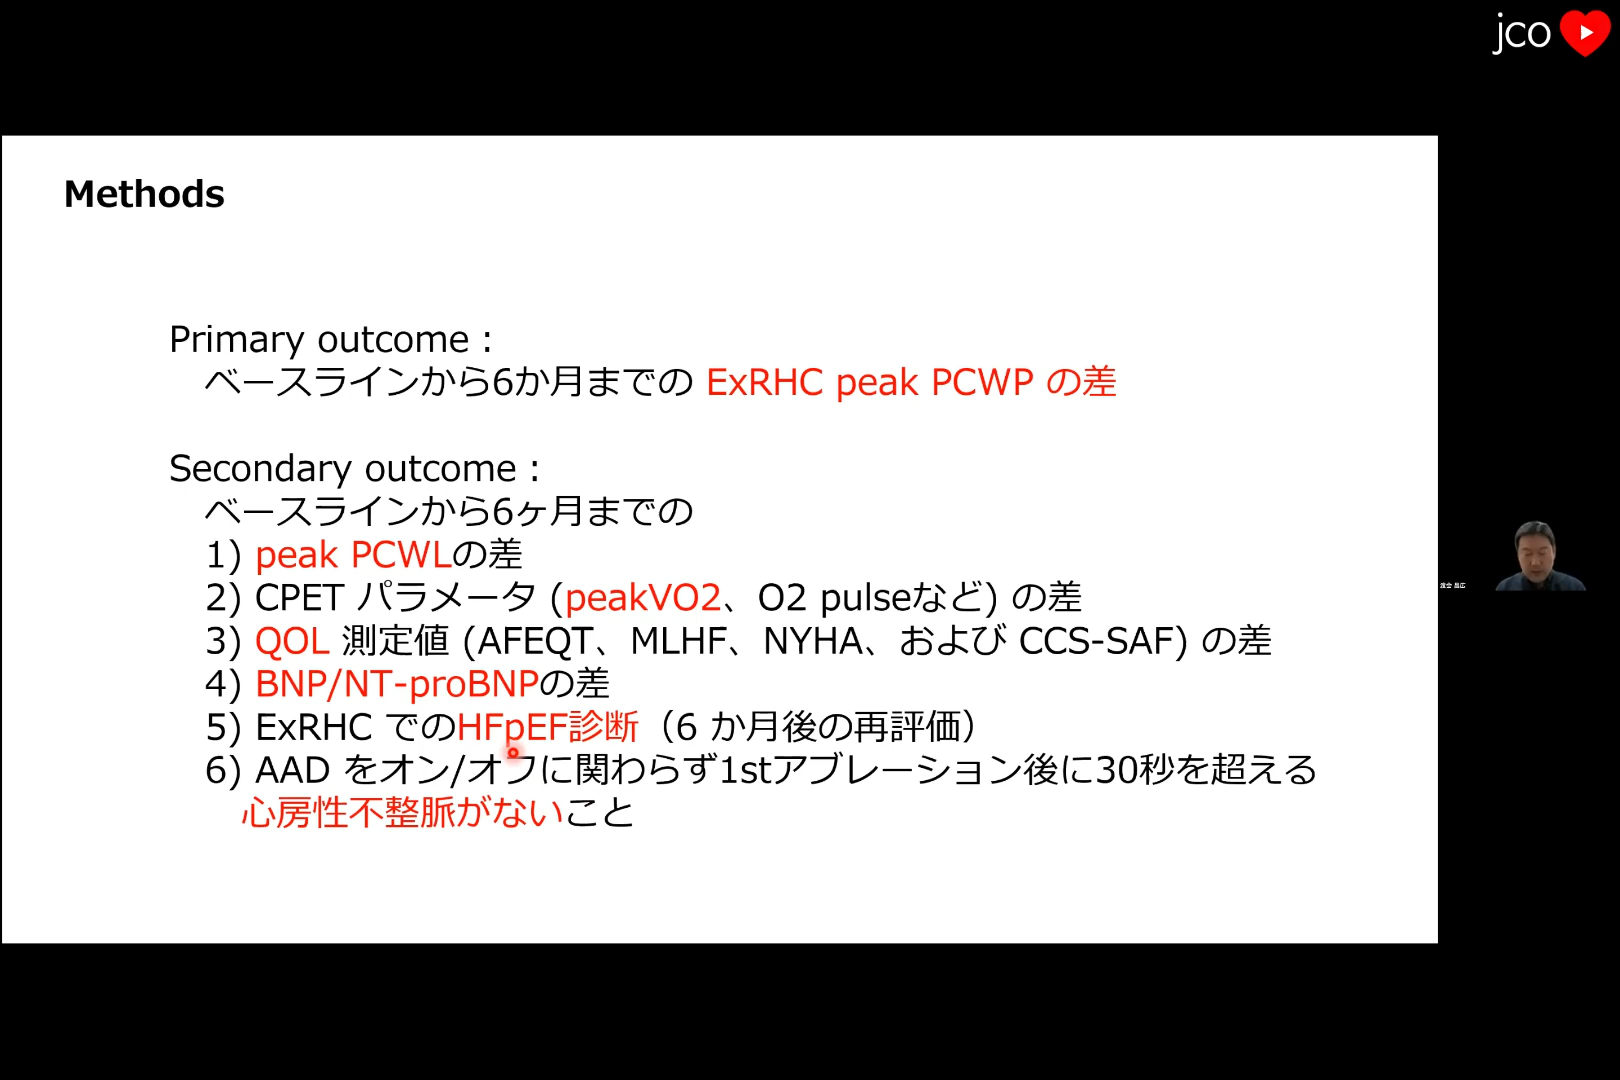 jco
Methods
Primary outcome :
ベースラインから6か月までの ExRHC peak PCWP の差
Secondary outcome :
ベースラインから6ヶ月までの
1) peak PCWLの差
2) CPET パラメータ (peakVO2、O2 pulseなど) の差
3) QOL 測定値 (AFEQT、MLHF、NYHA、および CCS-SAF) の差
4) BNP/NT-proBNPの差
5) ExRHC でのHFpEF診断（6 か月後の再評価）
6) AAD をオン/オフに関わらず1stアブレーション後に30秒を超える
心房性不整脈がないこと